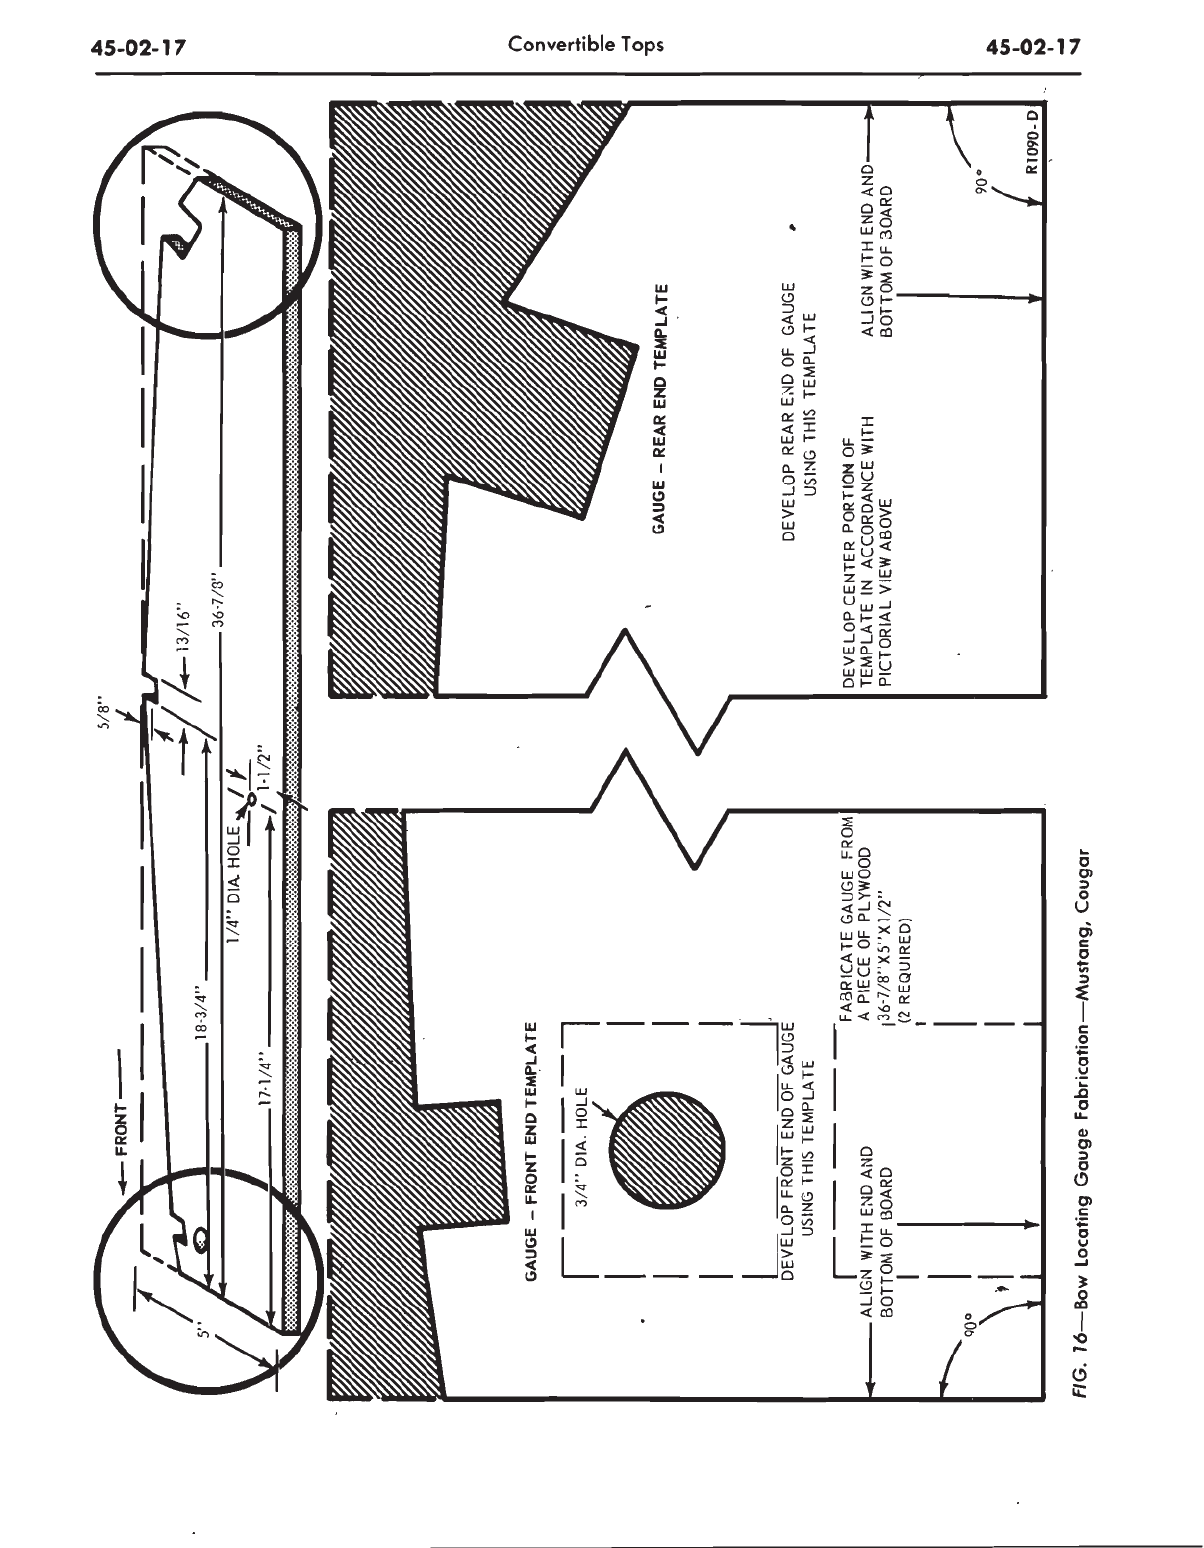 45-02-17
Convertible Tops
45-02-17
FRONT
5"
5/8"
13/16"
36-7/8"
18-3/4"
1/4" DIA. HOLE
1-1/2"
17-1/4"
GAUGE – FRONT END TEMPLATE
3/4" DIA. HOLE
DEVELOP FRONT END OF GAUGE
USING THIS TEMPLATE
FABRICATE GAUGE FROM
A PIECE OF PLYWOOD
36-7/8"X5"X1/2"
(2 REQUIRED)
ALIGN WITH END AND
BOTTOM OF BOARD
90°
GAUGE – REAR END TEMPLATE
DEVELOP REAR END OF GAUGE
USING THIS TEMPLATE
DEVELOP CENTER PORTION OF
TEMPLATE IN ACCORDANCE WITH
PICTORIAL VIEW ABOVE
ALIGN WITH END AND
BOTTOM OF BOARD
90°
R1090-D
FIG. 16—Bow Locating Gauge Fabrication—Mustang, Cougar